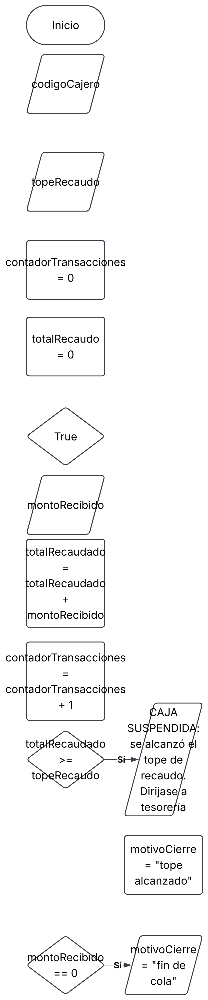 Inicio
codigoCajero
topeRecaudo
contadorTransacciones
= 0
totalRecaudo
= 0
True
montoRecibido
totalRecaudado
=
totalRecaudado
+
montoRecibido
contadorTransacciones
=
contadorTransacciones
+ 1
totalRecaudado
>=
topeRecaudo
Sí
CAJA
SUSPENDIDA:
se alcanzó el
tope de
recaudo.
Dirijase a
tesorería
motivoCierre
= "tope
alcanzado"
montoRecibido
== 0
Sí
motivoCierre
= "fin de
cola"